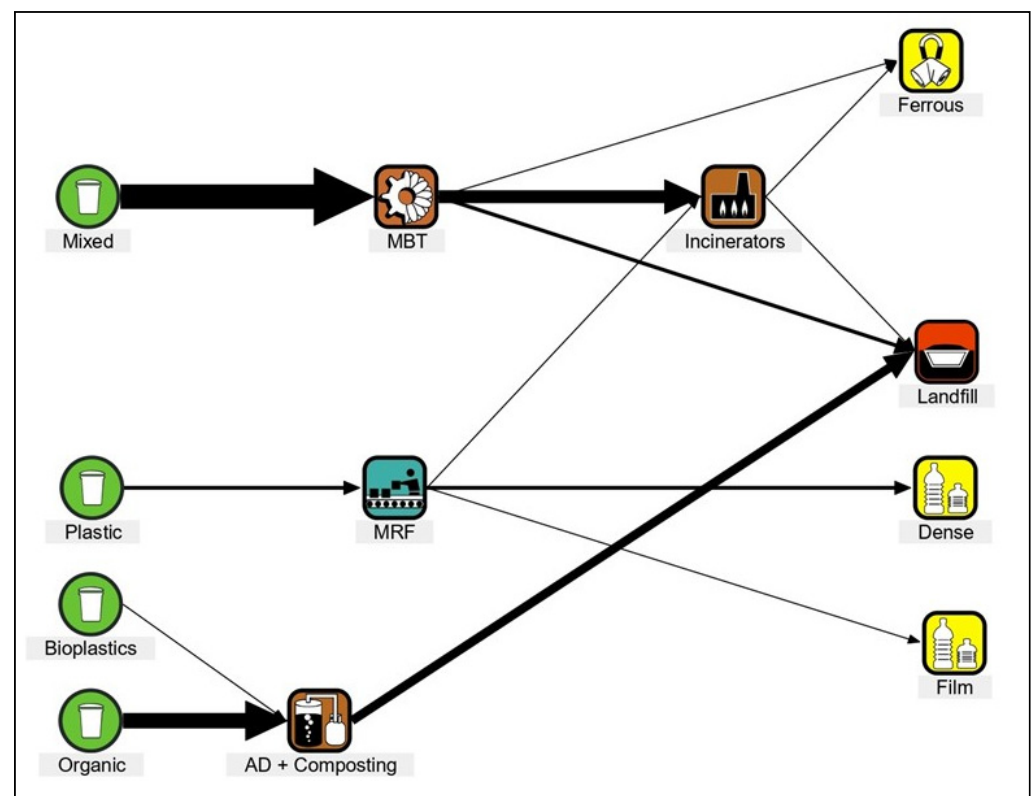 Ferrous
Mixed
MBT
Incinerators
Landfill
Plastic
MRF
Dense
Bioplastics
Film
Organic
AD + Composting